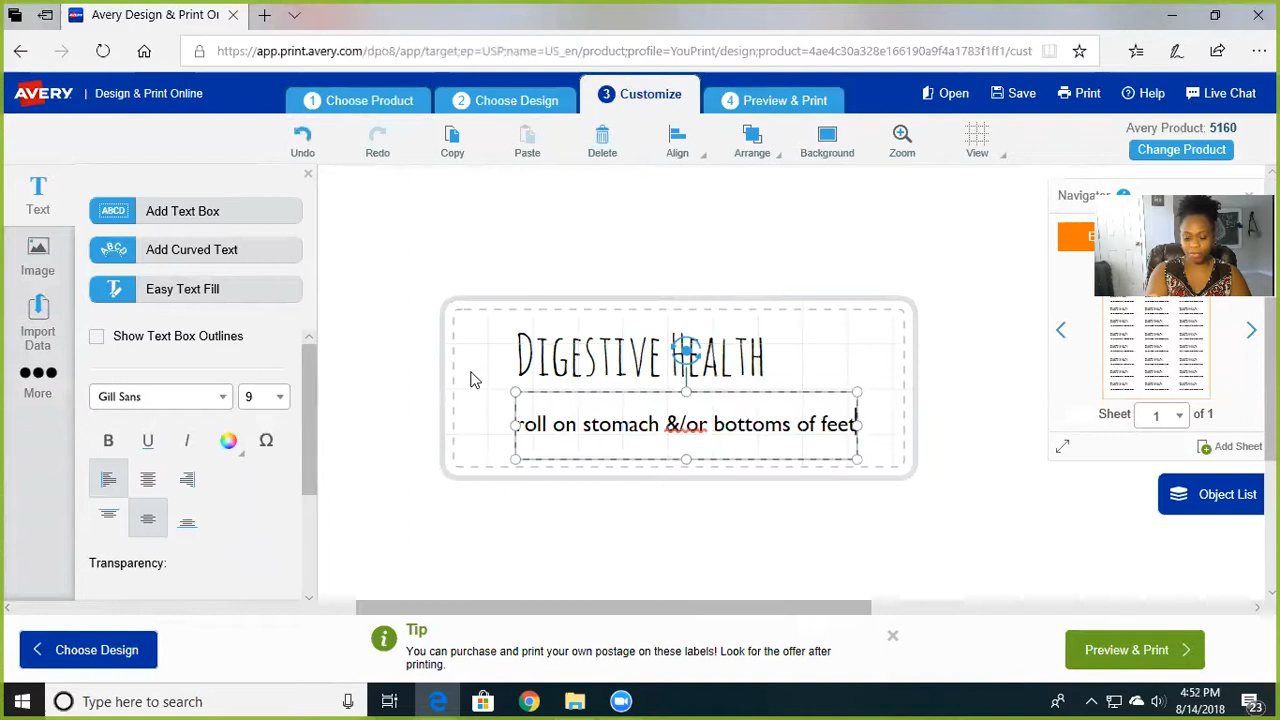 Avery Design & Print Or
https://app.print.avery.com/dpo8/app/target;ep=USP;name=US_en/product;profile=YouPrint/design;product=4ae4c30a328e166190a9f4a1783f1ff1/cust
AVERY Design & Print Online
1 Choose Product
2 Choose Design
3 Customize
4 Preview & Print
Open
Save
Print
Help
Live Chat
Undo
Redo
Copy
Paste
Delete
Align
Arrange
Background
Zoom
View
Avery Product: 5160
Change Product
Text
Image
Import
Data
More
ABCD Add Text Box
ABCD Add Curved Text
Easy Text Fill
Show Text Box Outlines
Gill Sans
9
B U I Ω
Transparency:
Digestive Health
roll on stomach &/or bottoms of feet
Navigator
Sheet 1 of 1
Add Sheet
Object List
Choose Design
Tip
You can purchase and print your own postage on these labels! Look for the offer after
printing.
Preview & Print
Type here to search
4:52 PM
8/14/2018
23